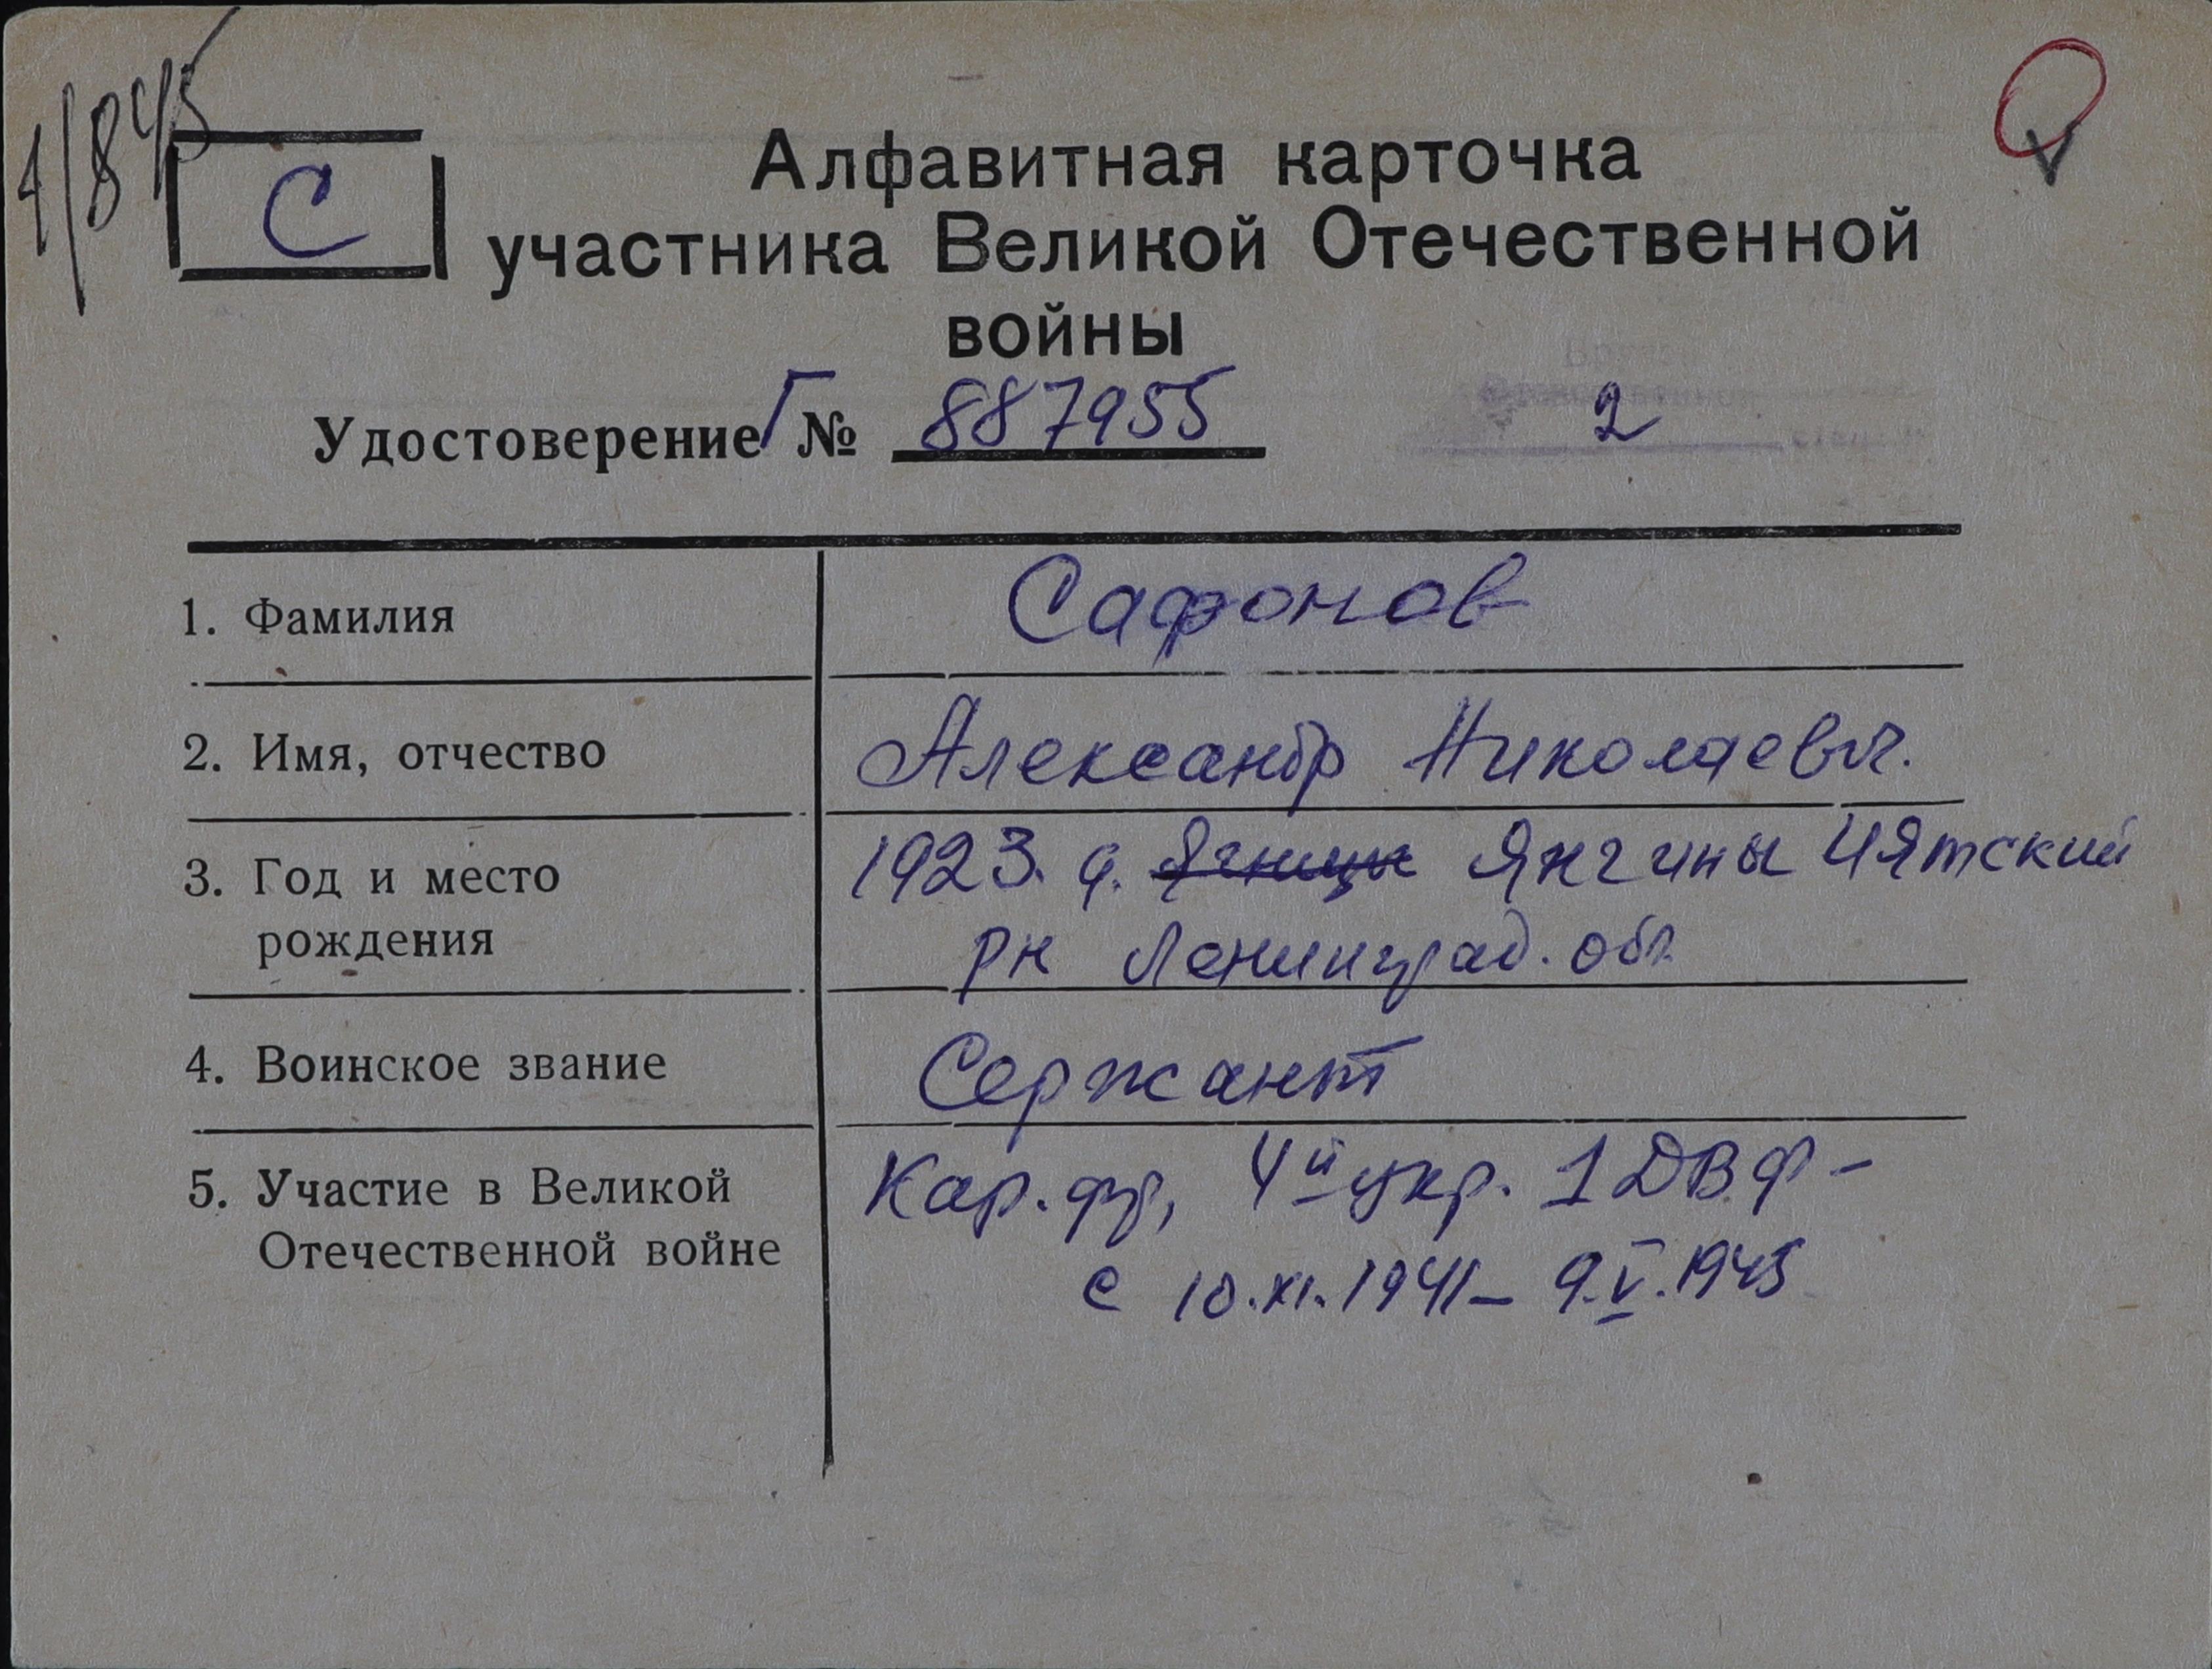 4/845
С
Алфавитная карточка
участника Великой Отечественной
войны
Удостоверение Г № 887955
2
1. Фамилия
Сафонов
2. Имя, отчество
Александр Николаевич.
3. Год и место
рождения
1923. д. Янгины Иятский
рн Ленинград. обл.
4. Воинское звание
Сержант
5. Участие в Великой
Отечественной войне
Кар. фр, 4й укр. 1 ДВФ –
с 10.XI.1941 – 9.V.1945